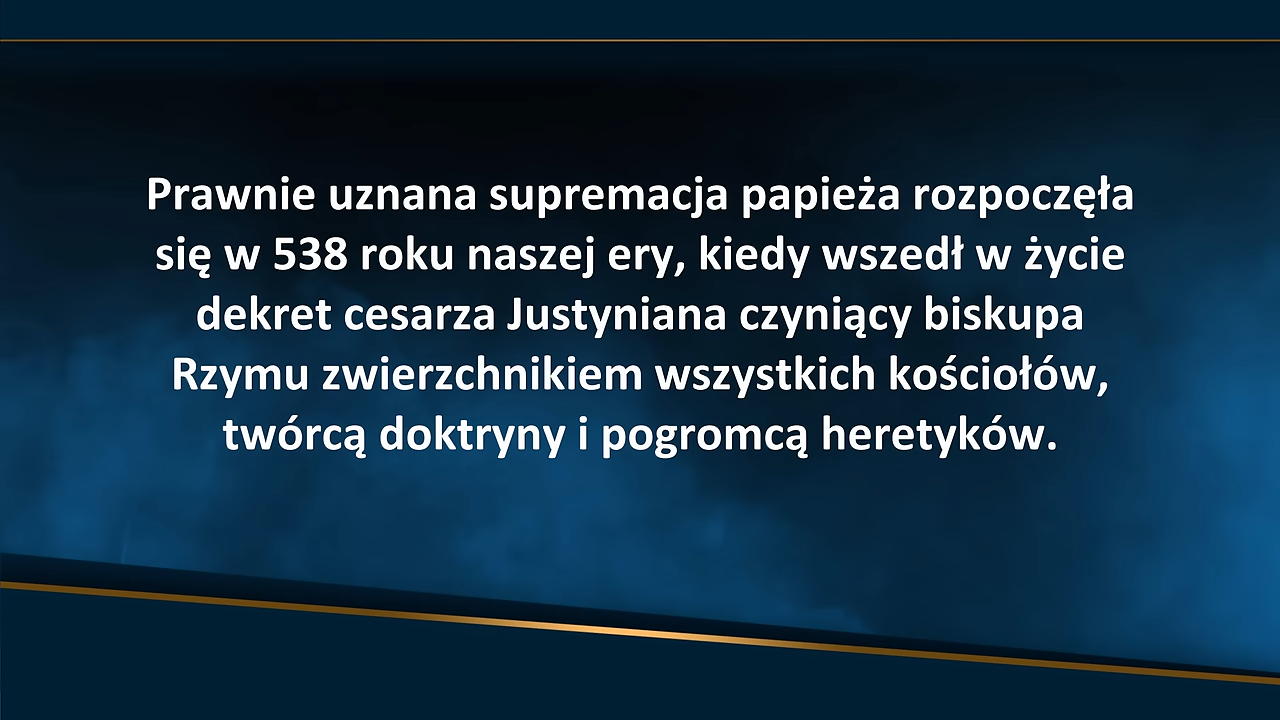 Prawnie uznana supremacja papieża rozpoczęła
się w 538 roku naszej ery, kiedy wszedł w życie
dekret cesarza Justyniana czyniący biskupa
Rzymu zwierzchnikiem wszystkich kościołów,
twórcą doktryny i pogromcą heretyków.